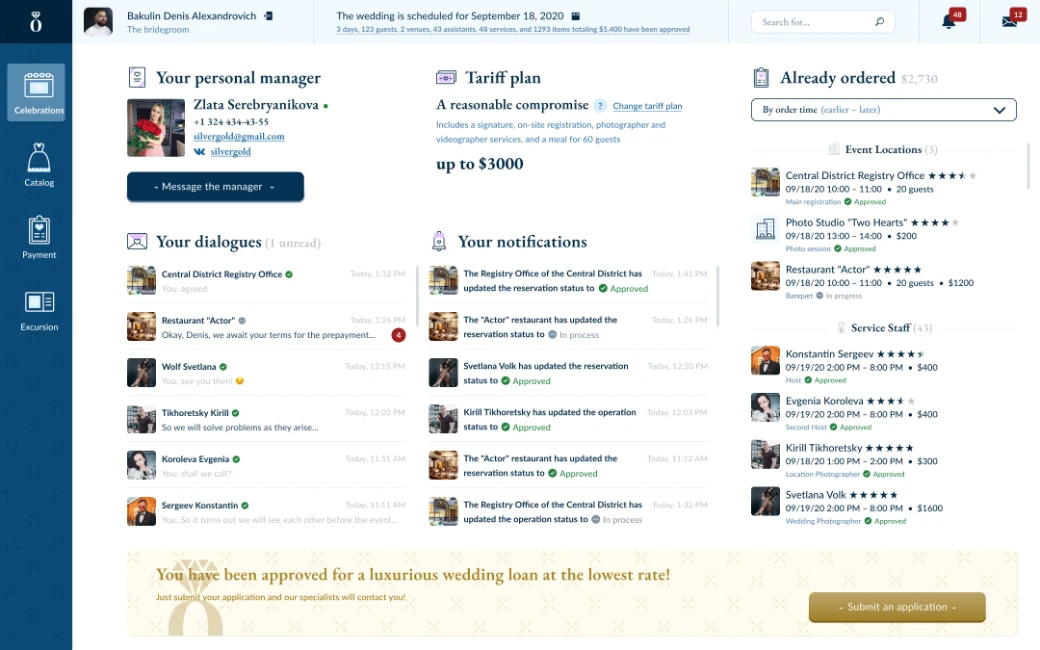 Bakulin Denis Alexandrovich
The bridegroom
The wedding is scheduled for September 18, 2020
3 days, 123 guests, 2 venues, 43 assistants, 48 services, and 1293 items totaling $5,400 have been approved
Search for...
48
12
Celebrations
Catalog
Payment
Excursion
Your personal manager
Zlata Serebryanikova
+1 324 434-43-55
silvergold@gmail.com
silvergold
- Message the manager -
Tariff plan
A reasonable compromise ? Change tariff plan
Includes a signature, on-site registration, photographer and
videographer services, and a meal for 60 guests
up to $3000
Your dialogues (1 unread)
Central District Registry Office Today, 1:32 PM
You: agreed
Restaurant "Actor" Today, 1:26 PM
Okay, Denis, we await your terms for the prepayment... 4
Wolf Svetlana Today, 12:15 PM
You: see you then! 😉
Tikhoretsky Kirill Today, 12:02 PM
So we will solve problems as they arise...
Koroleva Evgenia Today, 11:51 AM
You: shall we call?
Sergeev Konstantin Today, 11:11 AM
You: So it turns out we will see each other before the event...
Your notifications
The Registry Office of the Central District has Today, 1:41 PM
updated the reservation status to Approved
The "Actor" restaurant has updated the Today, 1:26 PM
reservation status to In process
Svetlana Volk has updated the reservation Today, 12:20 PM
status to Approved
Kirill Tikhoretsky has updated the operation Today, 12:03 PM
status to Approved
The "Actor" restaurant has updated the Today, 11:12 AM
reservation status to Approved
The Registry Office of the Central District has Today, 1:32 PM
updated the operation status to In process
Already ordered $2,730
By order time (earlier – later)
Event Locations (3)
Central District Registry Office
09/18/20 10:00 – 11:00 • 20 guests
Main registration Approved
Photo Studio "Two Hearts"
09/18/20 13:00 – 14:00 • $200
Photo session Approved
Restaurant "Actor"
09/18/20 10:00 – 11:00 • 20 guests • $1200
Banquet In progress
Service Staff (43)
Konstantin Sergeev
09/19/20 2:00 PM – 8:00 PM • $400
Host Approved
Evgenia Koroleva
09/19/20 2:00 PM – 8:00 PM • $400
Second Host Approved
Kirill Tikhoretsky
09/18/20 1:00 PM – 2:00 PM • $300
Location Photographer Approved
Svetlana Volk
09/19/20 2:00 PM – 8:00 PM • $1600
Wedding Photographer Approved
You have been approved for a luxurious wedding loan at the lowest rate!
Just submit your application and our specialists will contact you!
- Submit an application -